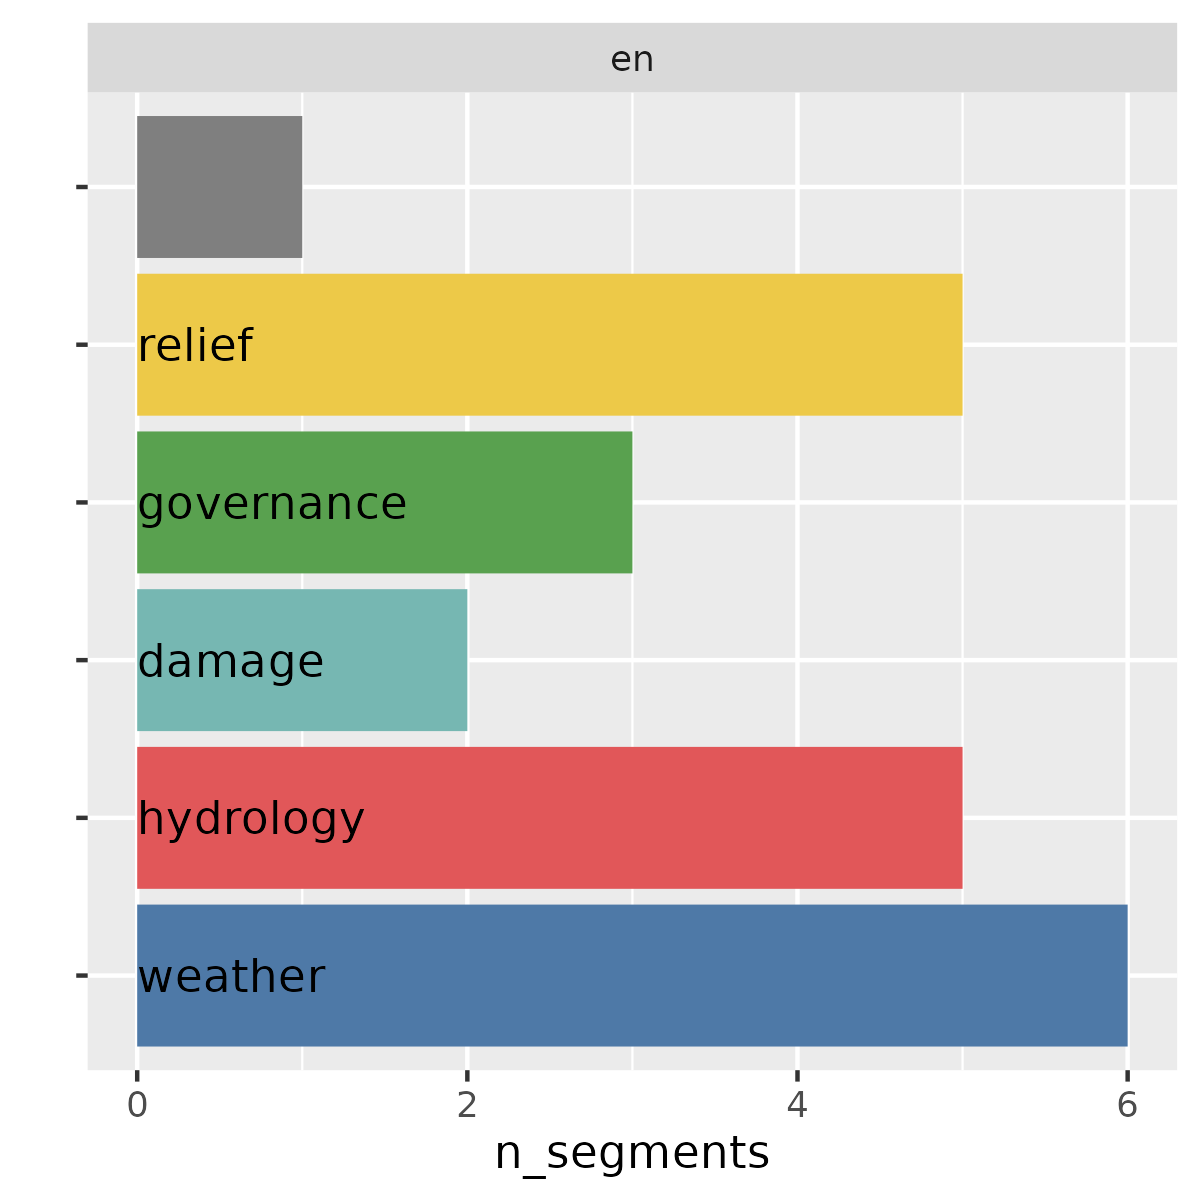 en
relief
governance
damage
hydrology
weather
0 2 4 6
n_segments